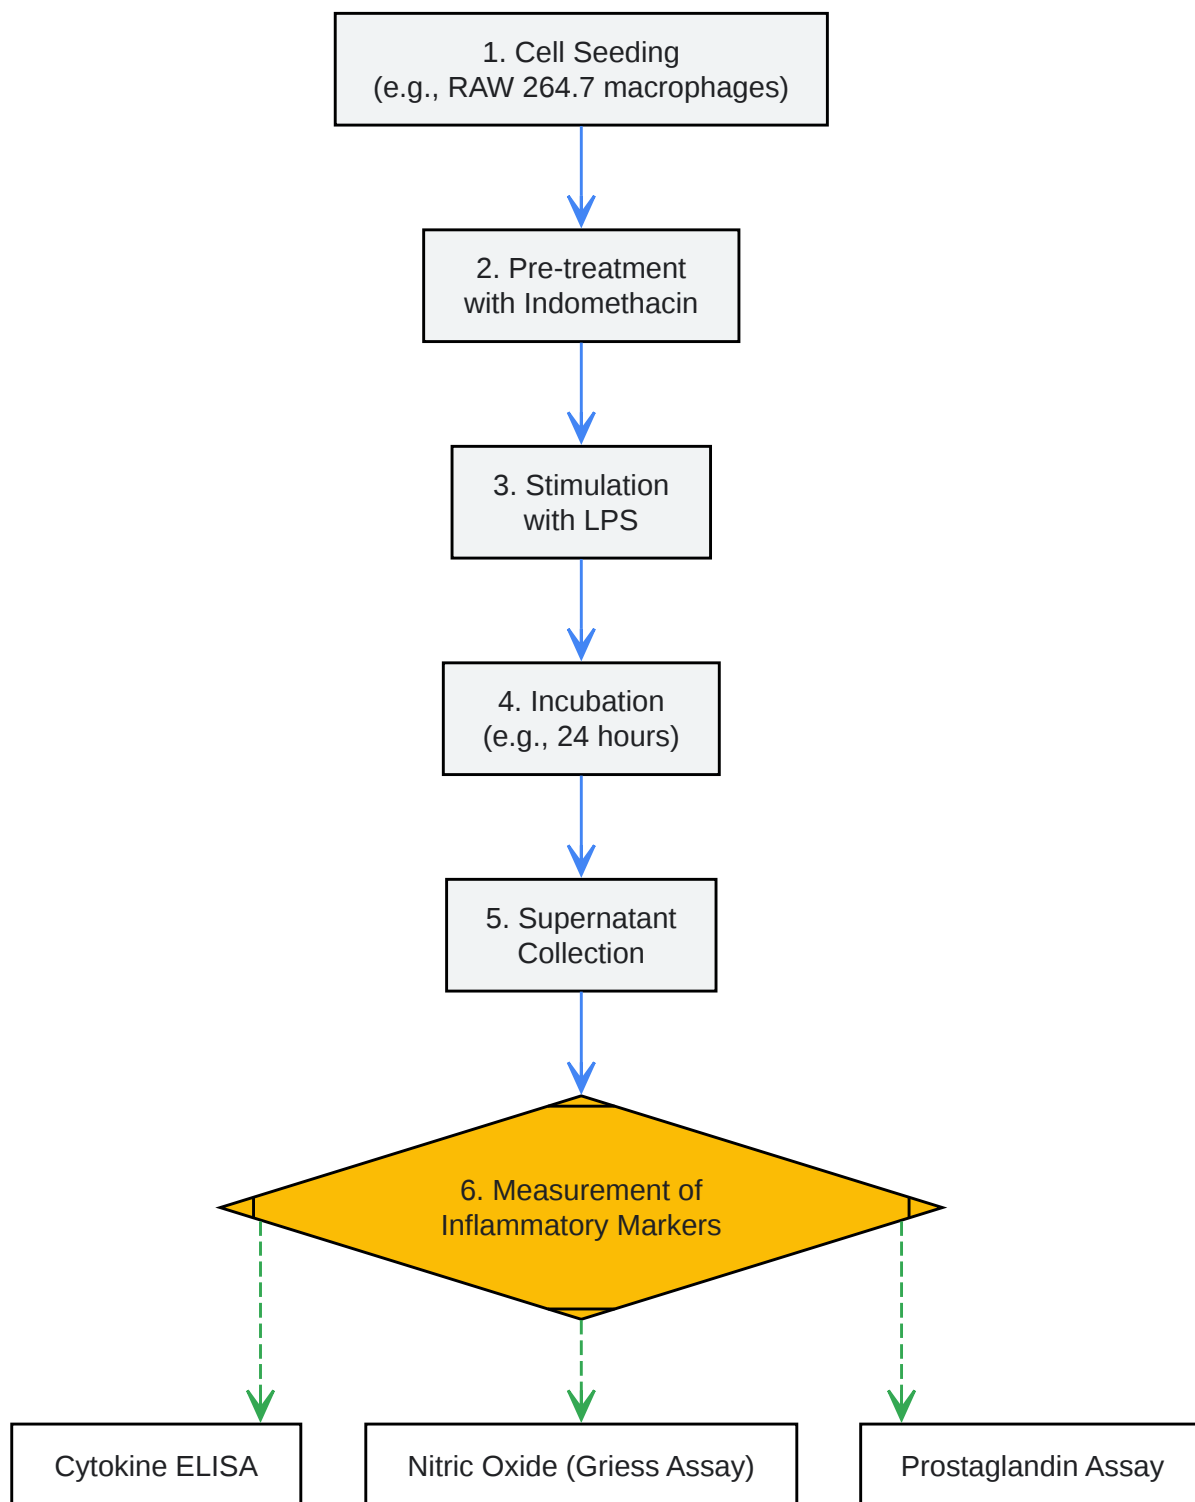 1. Cell Seeding
(e.g., RAW 264.7 macrophages)
2. Pre-treatment
with Indomethacin
3. Stimulation
with LPS
4. Incubation
(e.g., 24 hours)
5. Supernatant
Collection
6. Measurement of
Inflammatory Markers
Cytokine ELISA
Nitric Oxide (Griess Assay)
Prostaglandin Assay